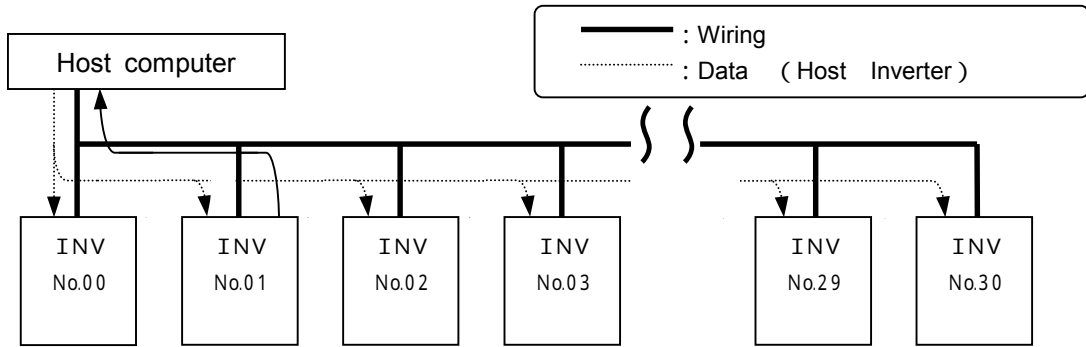 : Wiring
: Data （Host Inverter）
Host computer
INV
No.00
INV
No.01
INV
No.02
INV
No.03
INV
No.29
INV
No.30